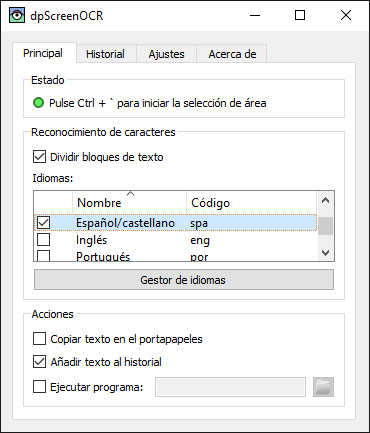 dpScreenOCR
Principal Historial Ajustes Acerca de
Estado
Pulse Ctrl + ` para iniciar la selección de área
Reconocimiento de caracteres
Dividir bloques de texto
Idiomas:
Nombre Código
Español/castellano spa
Inglés eng
Portugués por
Gestor de idiomas
Acciones
Copiar texto en el portapapeles
Añadir texto al historial
Ejecutar programa: